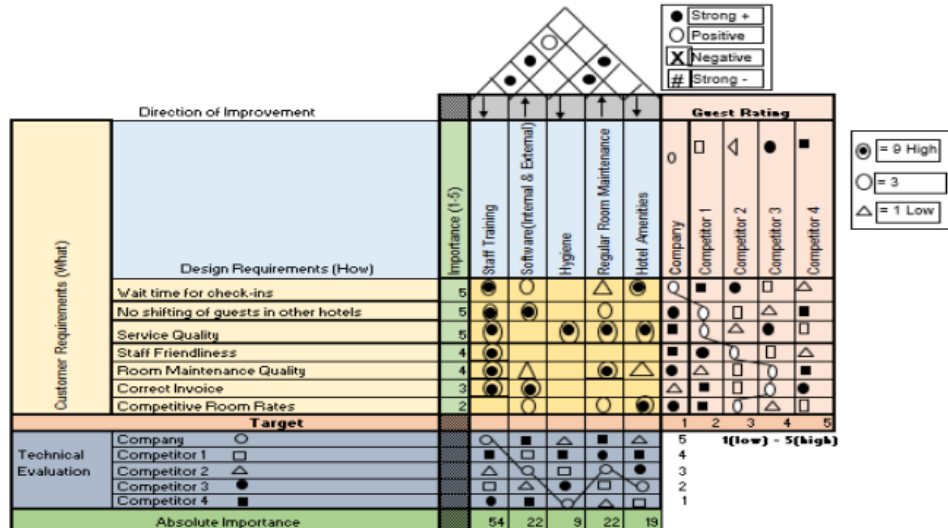 Strong +
Positive
X Negative
# Strong -
Direction of Improvement
Guest Rating
= 9 High
= 3
= 1 Low
Customer Requirements (What)
Design Requirements (How)
Importance (1-5)
Staff Training
Software(Internal & External)
Hygiene
Regular Room Maintenance
Hotel Amenities
Company
Competitor 1
Competitor 2
Competitor 3
Competitor 4
Wait time for check-ins 5
No shifting of guests in other hotels 5
Service Quality 5
Staff Friendliness 4
Room Maintenance Quality 4
Correct Invoice 3
Competitive Room Rates 2
Target 1 2 3 4 5
Technical Evaluation
Company 5 1(low) - 5(high)
Competitor 1 4
Competitor 2 3
Competitor 3 2
Competitor 4 1
Absolute Importance 54 22 9 22 19